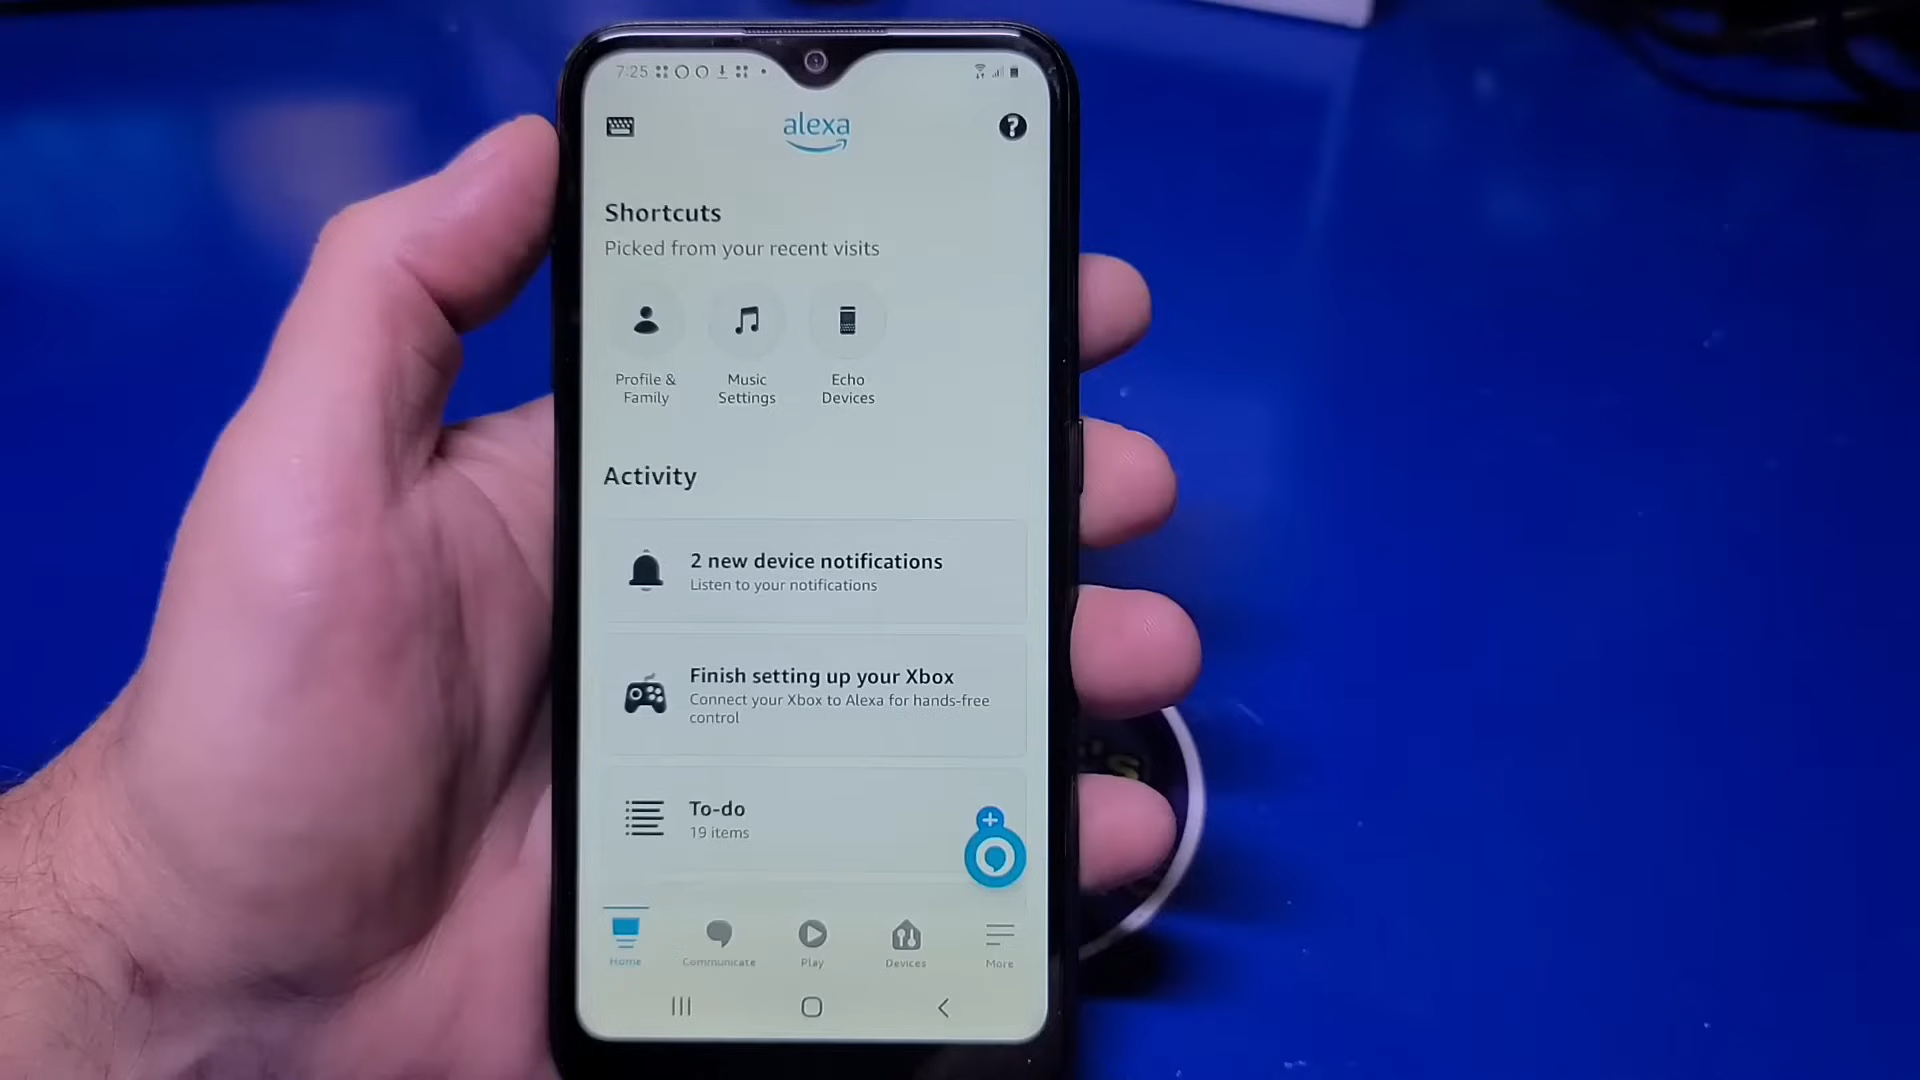 7:25
alexa
Shortcuts
Picked from your recent visits
Profile &
Family
Music
Settings
Echo
Devices
Activity
2 new device notifications
Listen to your notifications
Finish setting up your Xbox
Connect your Xbox to Alexa for hands-free
control
To-do
19 items
Home
Communicate
Play
Devices
More